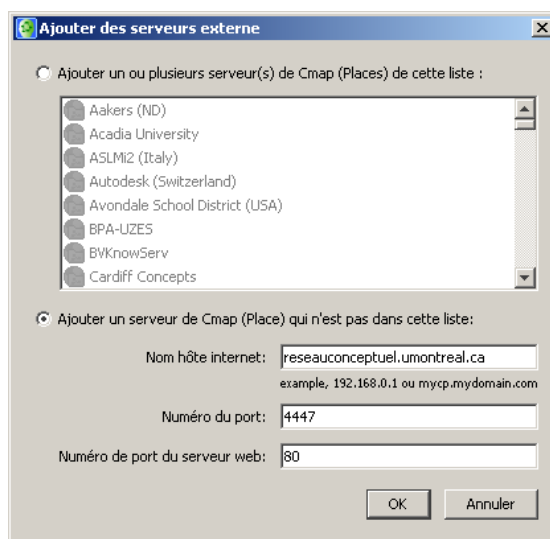 Ajouter des serveurs externe
Ajouter un ou plusieurs serveur(s) de Cmap (Places) de cette liste :
Aakers (ND)
Acadia University
ASLMi2 (Italy)
Autodesk (Switzerland)
Avondale School District (USA)
BPA-UZES
BVKnowServ
Cardiff Concepts
Ajouter un serveur de Cmap (Place) qui n'est pas dans cette liste:
Nom hôte internet: reseauconceptuel.umontreal.ca
example, 192.168.0.1 ou mycp.mydomain.com
Numéro du port: 4447
Numéro de port du serveur web: 80
OK Annuler